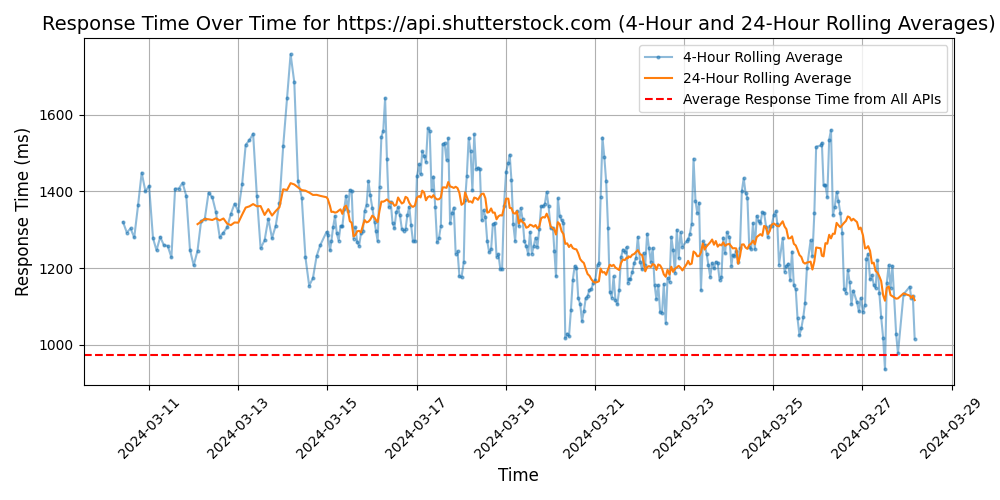 Response Time Over Time for https://api.shutterstock.com (4-Hour and 24-Hour Rolling Averages)
4-Hour Rolling Average
24-Hour Rolling Average
Average Response Time from All APIs
Response Time (ms)
1600
1400
1200
1000
2024-03-11
2024-03-13
2024-03-15
2024-03-17
2024-03-19
2024-03-21
2024-03-23
2024-03-25
2024-03-27
2024-03-29
Time